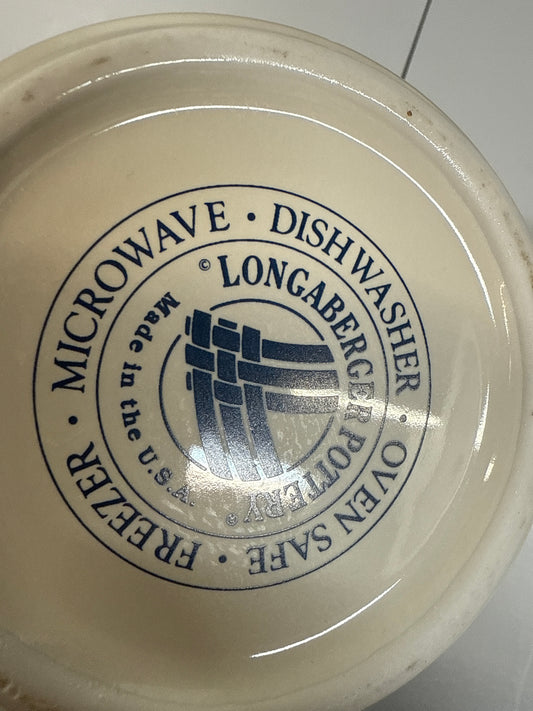 MICROWAVE · DISHWASHER · OVEN SAFE · FREEZER ·
© LONGABERGER POTTERY®
Made in the U.S.A.